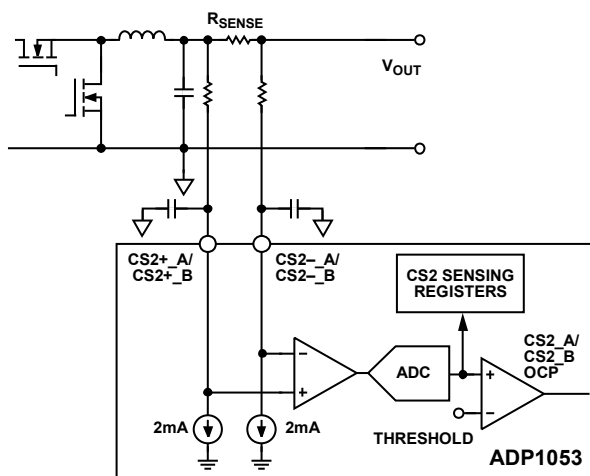 RSENSE
VOUT
CS2+_A/
CS2+_B
CS2–_A/
CS2–_B
CS2 SENSING
REGISTERS
CS2_A/
CS2_B
OCP
ADC
2mA
2mA
THRESHOLD
ADP1053